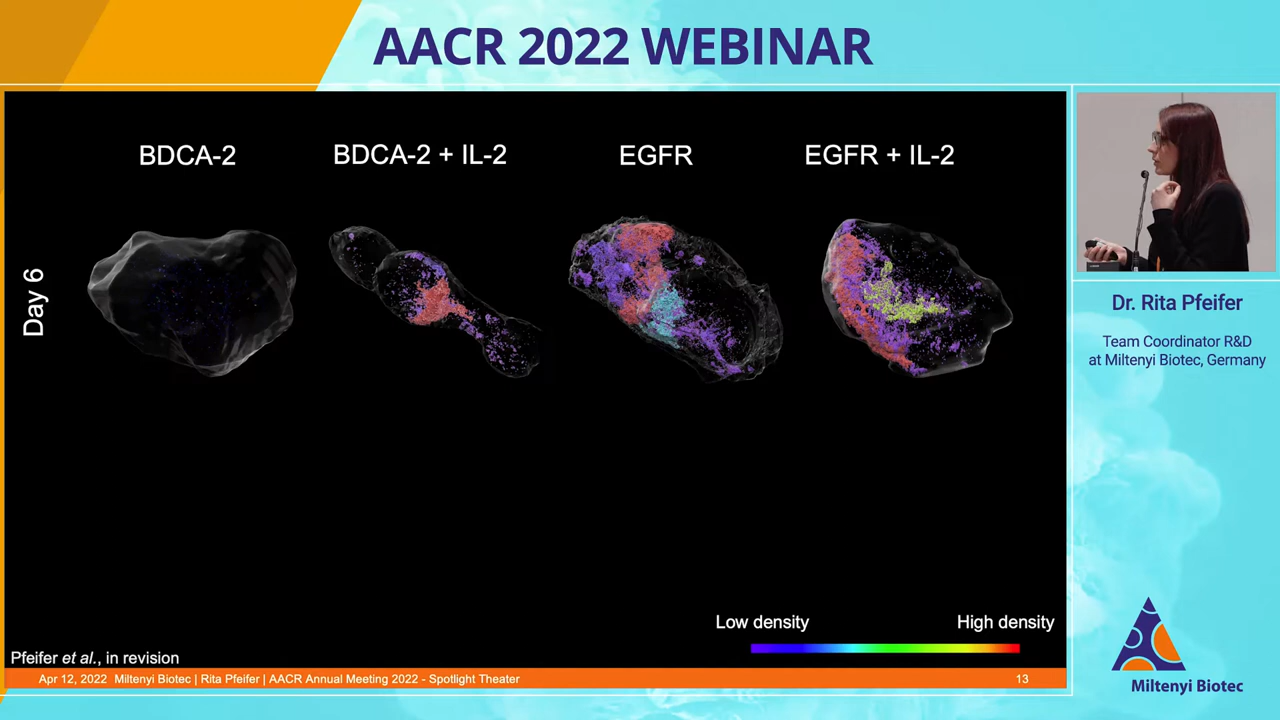 AACR 2022 WEBINAR
BDCA-2
BDCA-2 + IL-2
EGFR
EGFR + IL-2
Day 6
Low density
High density
Pfeifer et al., in revision
Apr 12, 2022 Miltenyi Biotec | Rita Pfeifer | AACR Annual Meeting 2022 - Spotlight Theater
13
Dr. Rita Pfeifer
Team Coordinator R&D
at Miltenyi Biotec, Germany
Miltenyi Biotec